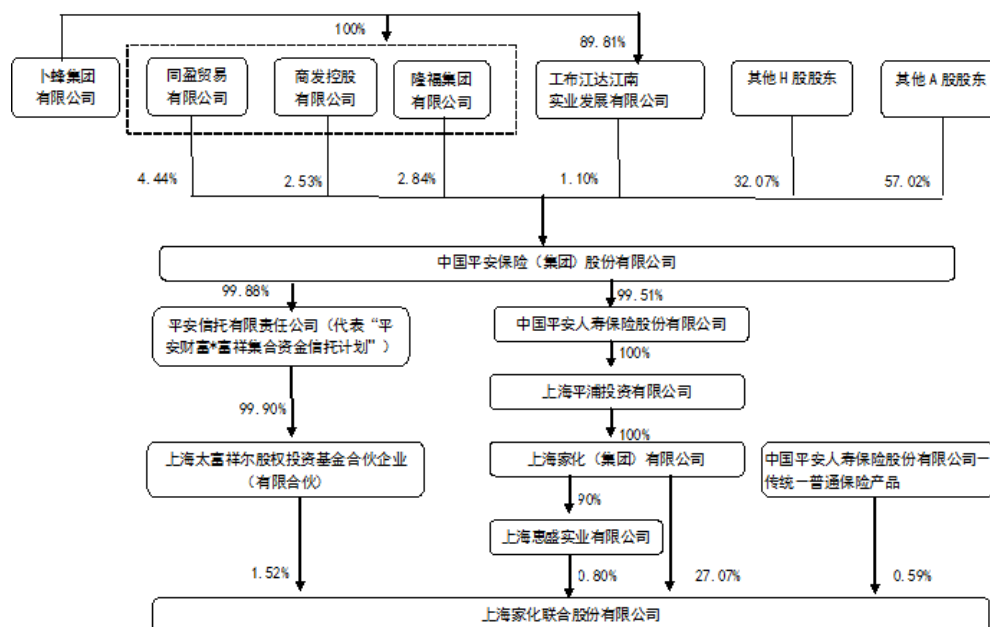 100%
89.81%
卜蜂集团
有限公司
同盈贸易
有限公司
商发控股
有限公司
隆福集团
有限公司
工布江达江南
实业发展有限公司
其他H股股东
其他A股股东
4.44%
2.53%
2.84%
1.10%
32.07%
57.02%
中国平安保险（集团）股份有限公司
99.88%
99.51%
平安信托有限责任公司（代表“平
安财富*富祥集合资金信托计划”）
中国平安人寿保险股份有限公司
100%
上海平浦投资有限公司
99.90%
100%
上海太富祥尔股权投资基金合伙企业
（有限合伙）
上海家化（集团）有限公司
中国平安人寿保险股份有限公司—
传统—普通保险产品
90%
上海惠盛实业有限公司
1.52%
0.80%
27.07%
0.59%
上海家化联合股份有限公司